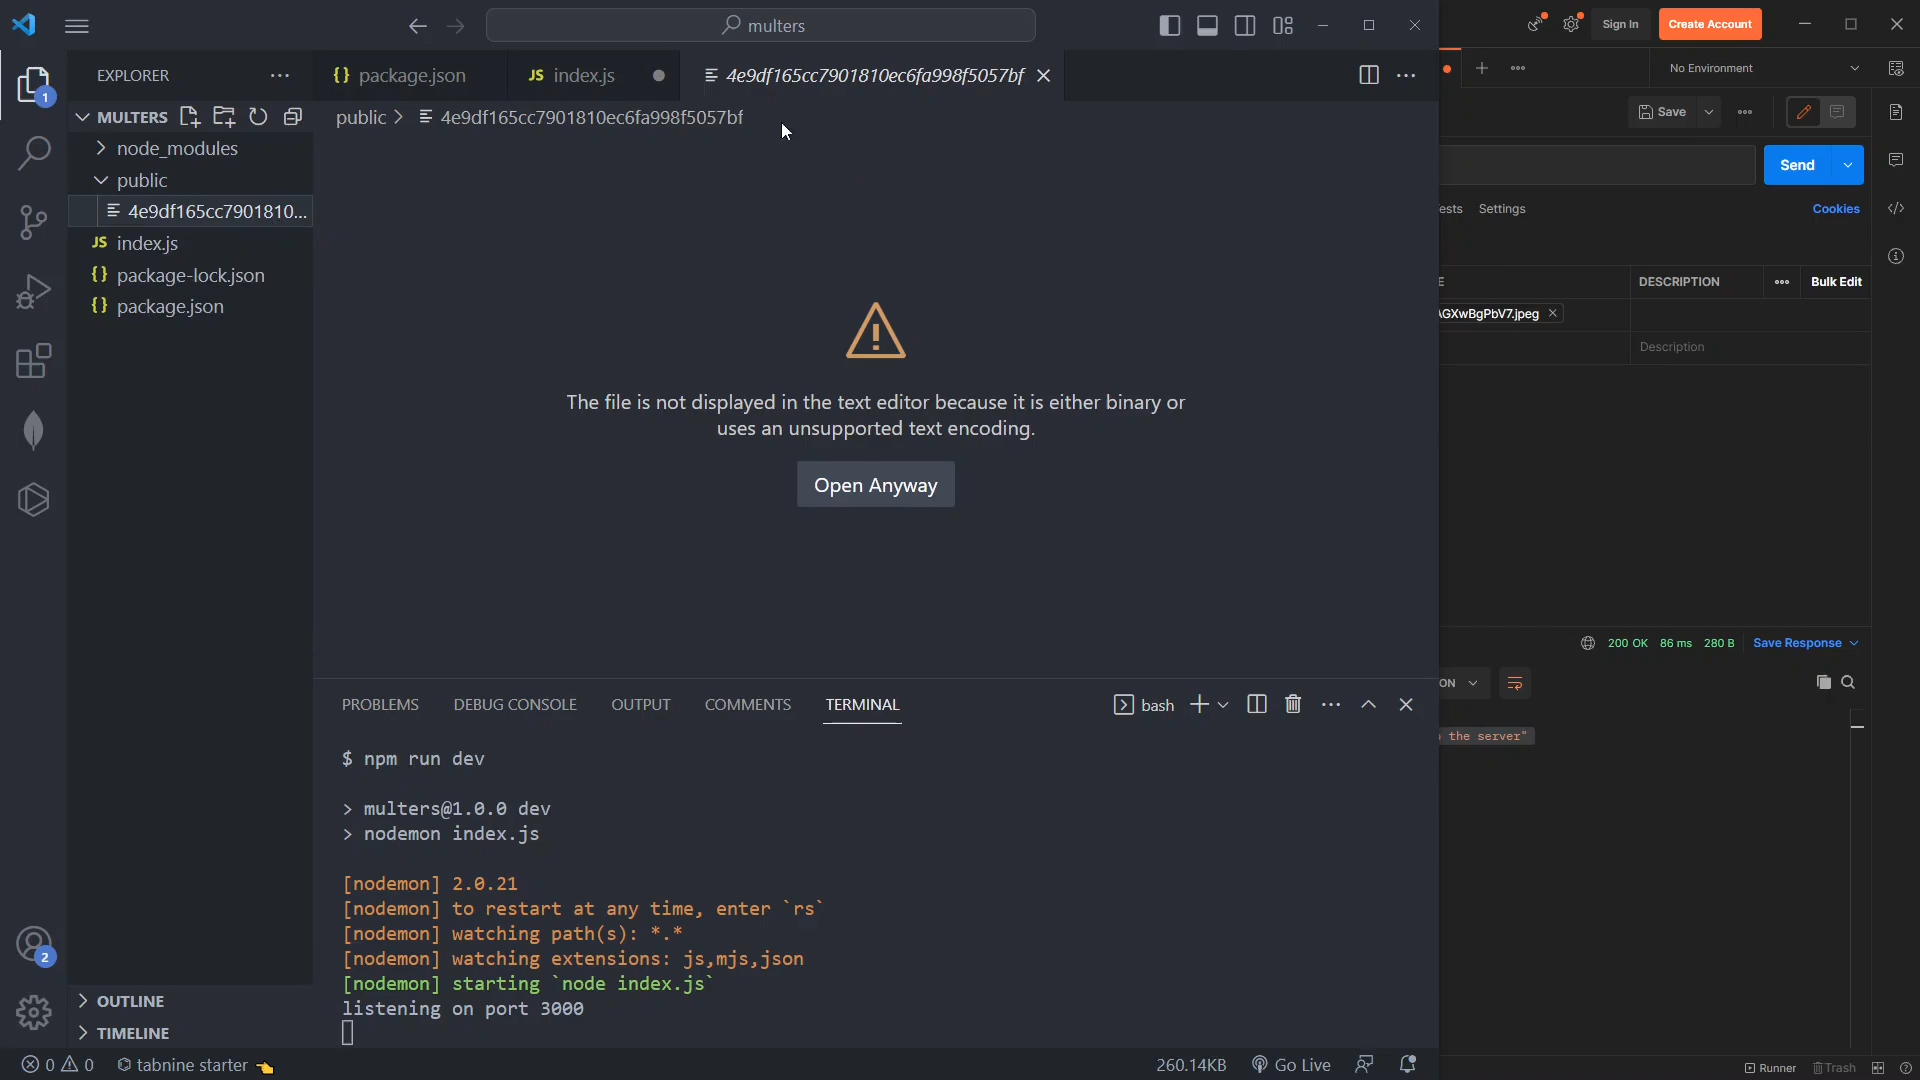 multers
Sign In
Create Account
EXPLORER
package.json
index.js
4e9df165cc7901810ec6fa998f5057bf
No Environment
MULTERS
public > 4e9df165cc7901810ec6fa998f5057bf
Save
node_modules
public
Send
4e9df165cc7901810...
ests
Settings
Cookies
index.js
package-lock.json
E
DESCRIPTION
Bulk Edit
package.json
GXwBgPbV7.jpeg
Description
The file is not displayed in the text editor because it is either binary or
uses an unsupported text encoding.
Open Anyway
200 OK 86 ms 280 B Save Response
ON
PROBLEMS
DEBUG CONSOLE
OUTPUT
COMMENTS
TERMINAL
bash
the server"
$ npm run dev
> multers@1.0.0 dev
> nodemon index.js
[nodemon] 2.0.21
[nodemon] to restart at any time, enter `rs`
[nodemon] watching path(s): *.*
[nodemon] watching extensions: js,mjs,json
[nodemon] starting `node index.js`
listening on port 3000
1
2
OUTLINE
TIMELINE
0 0
tabnine starter
260.14KB
Go Live
Runner
Trash